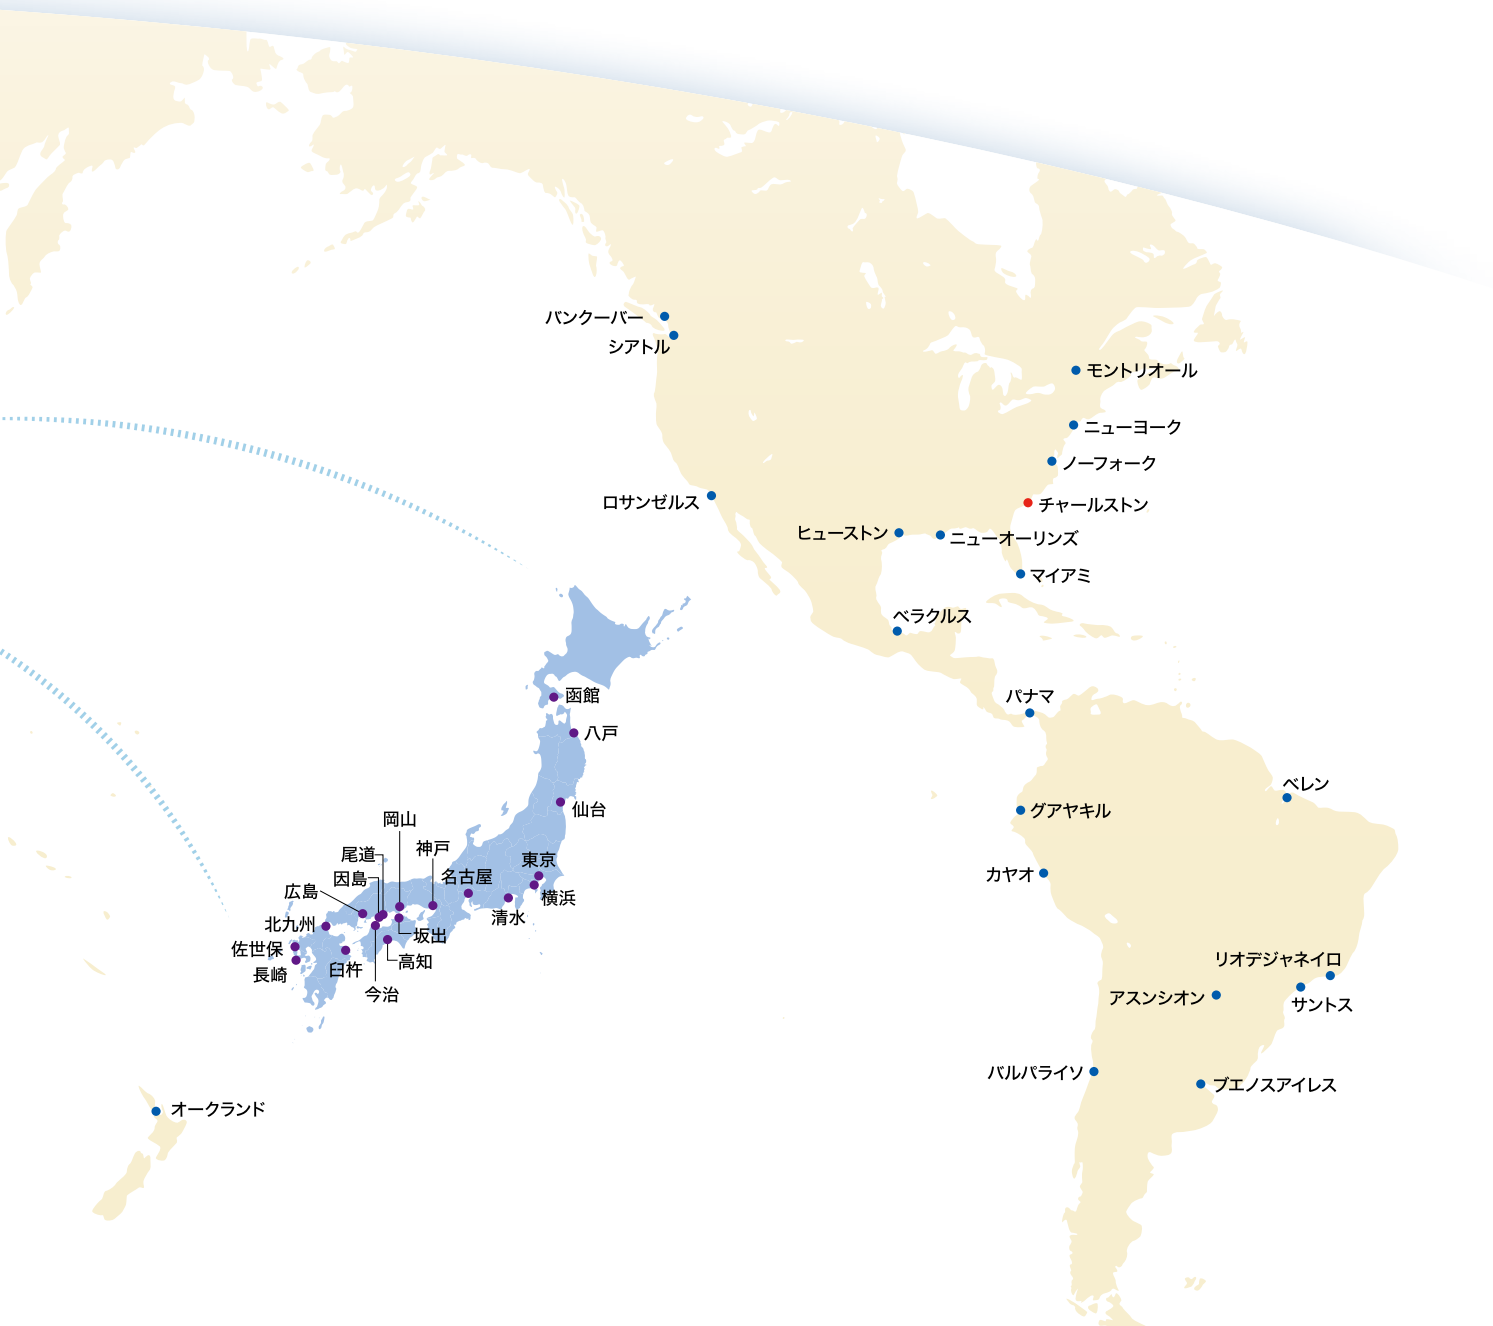 バンクーバー
シアトル
モントリオール
ニューヨーク
ノーフォーク
ロサンゼルス
チャールストン
ヒューストン
ニューオーリンズ
マイアミ
ベラクルス
パナマ
函館
八戸
ベレン
仙台
グアヤキル
岡山
神戸
尾道
東京
因島
名古屋
カヤオ
広島
横浜
清水
北九州
坂出
佐世保
高知
長崎
臼杵
今治
リオデジャネイロ
アスンシオン
サントス
バルパライソ
ブエノスアイレス
オークランド